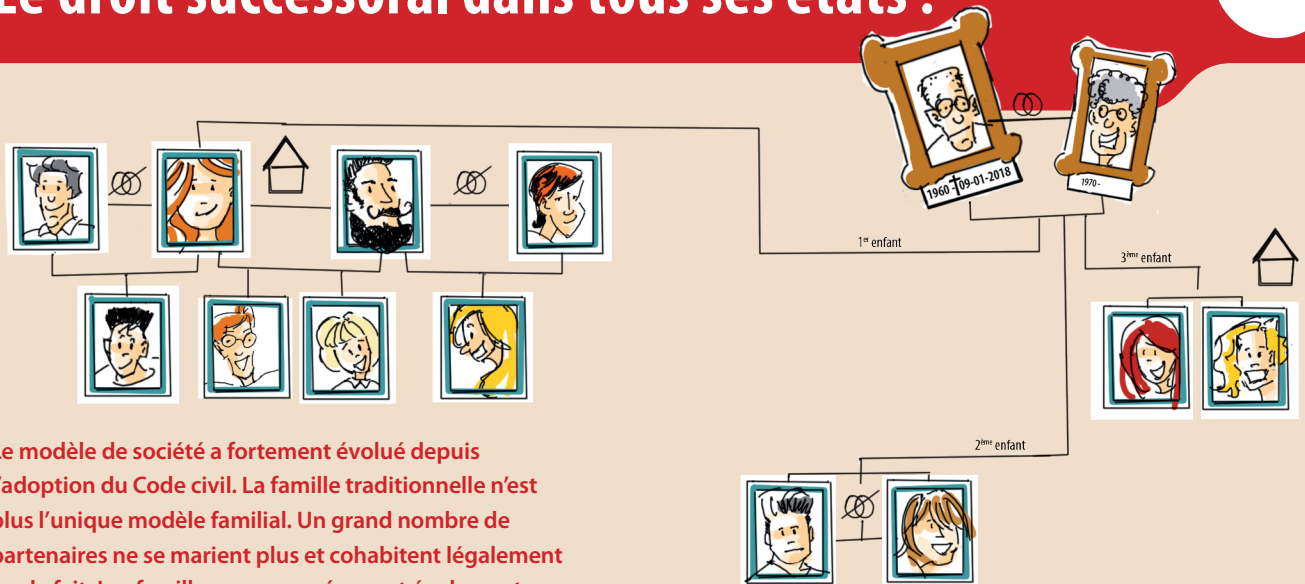 Le droit successoral dans tous ses états :
1960 † 09-01-2018
1970-
1er enfant
3ème enfant
2ème enfant
Le modèle de société a fortement évolué depuis
l’adoption du Code civil. La famille traditionnelle n’est
plus l’unique modèle familial. Un grand nombre de
partenaires ne se marient plus et cohabitent légalement